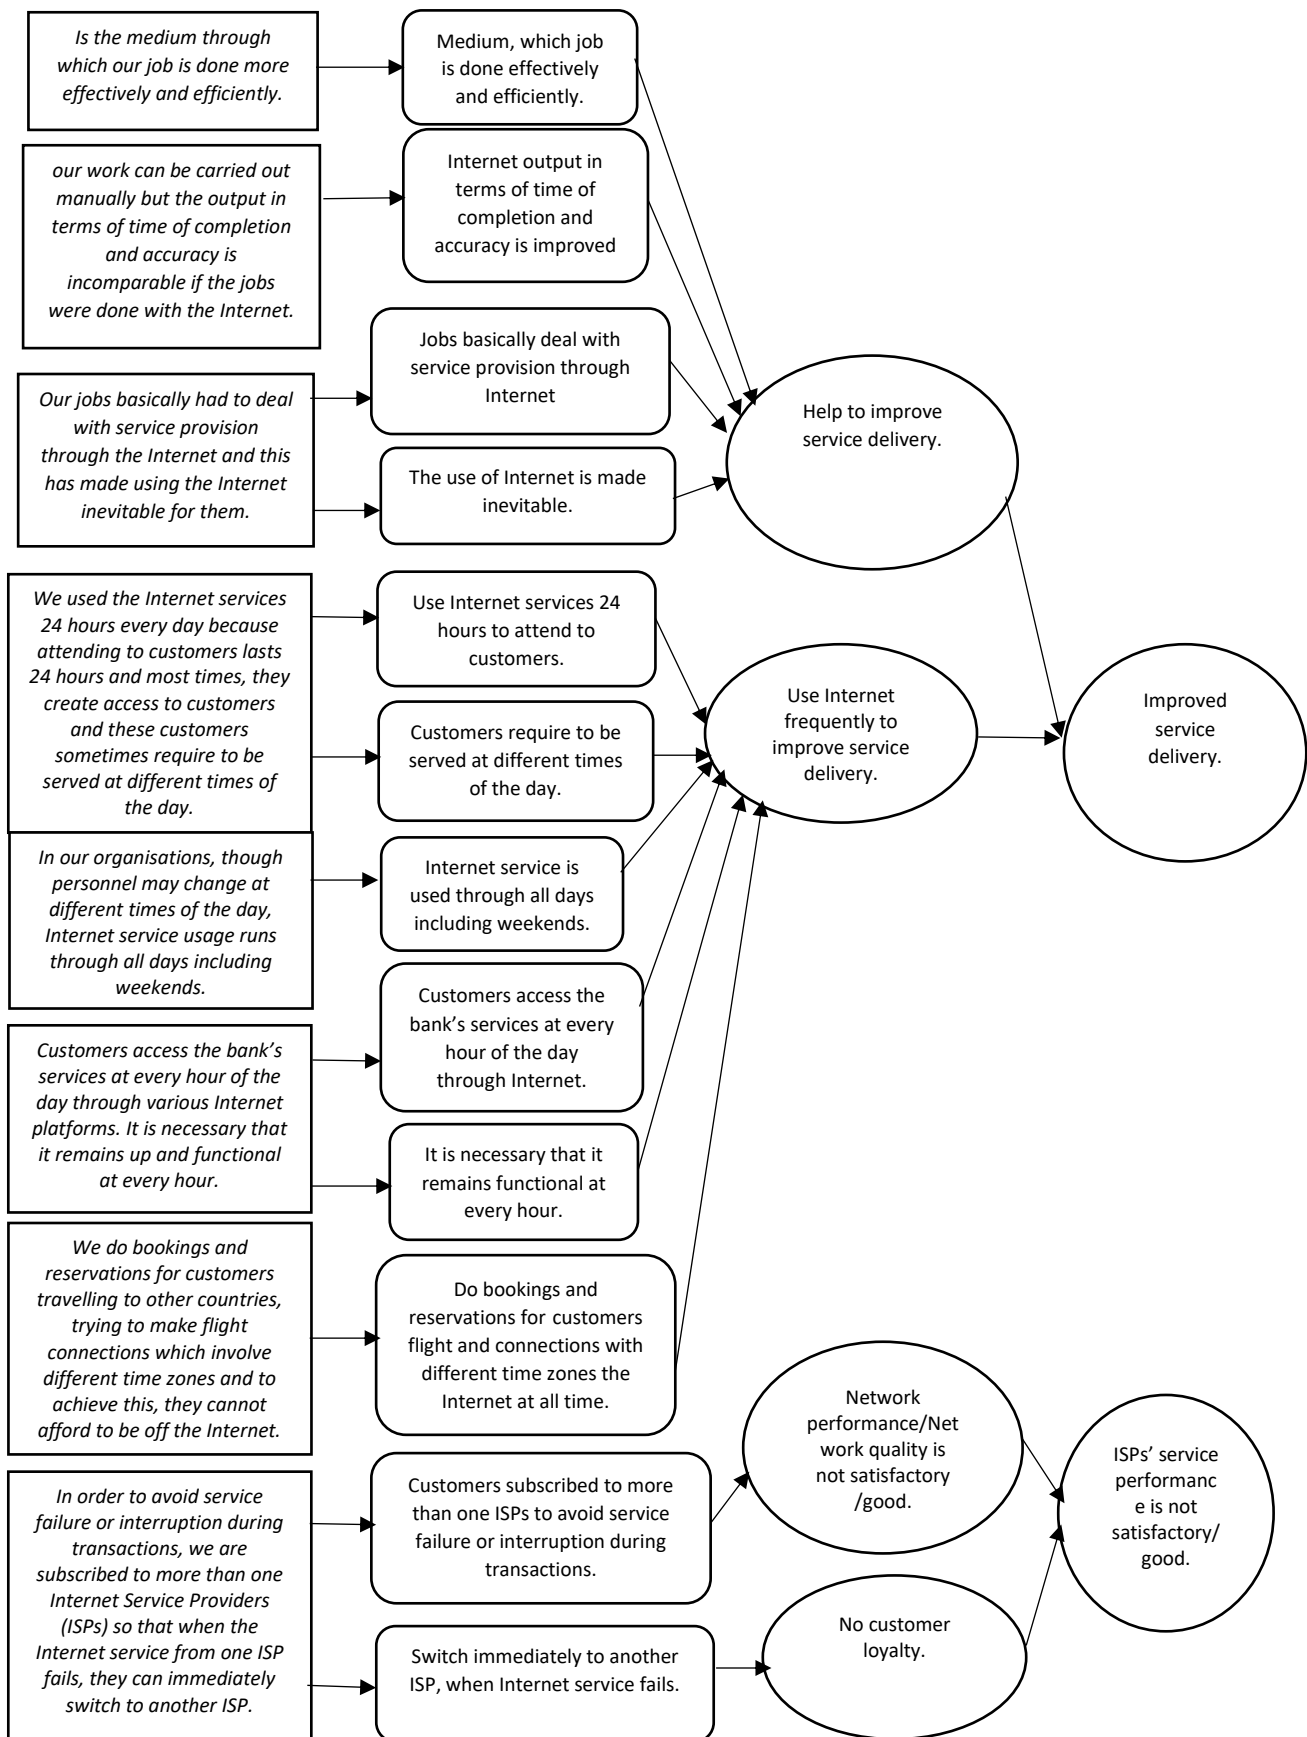 Is the medium through
which our job is done more
effectively and efficiently.
Medium, which job
is done effectively
and efficiently.
our work can be carried out
manually but the output in
terms of time of completion
and accuracy is
incomparable if the jobs
were done with the Internet.
Internet output in
terms of time of
completion and
accuracy is improved
Our jobs basically had to deal
with service provision
through the Internet and this
has made using the Internet
inevitable for them.
Jobs basically deal with
service provision through
Internet
The use of Internet is made
inevitable.
Help to improve
service delivery.
We used the Internet services
24 hours every day because
attending to customers lasts
24 hours and most times, they
create access to customers
and these customers
sometimes require to be
served at different times of
the day.
Use Internet services 24
hours to attend to
customers.
Customers require to be
served at different times
of the day.
Use Internet
frequently to
improve service
delivery.
Improved
service
delivery.
In our organisations, though
personnel may change at
different times of the day,
Internet service usage runs
through all days including
weekends.
Internet service is
used through all days
including weekends.
Customers access the bank's
services at every hour of the
day through various Internet
platforms. It is necessary that
it remains up and functional
at every hour.
Customers access the
bank's services at every
hour of the day
through Internet.
It is necessary that it
remains functional at
every hour.
We do bookings and
reservations for customers
travelling to other countries,
trying to make flight
connections which involve
different time zones and to
achieve this, they cannot
afford to be off the Internet.
Do bookings and
reservations for customers
flight and connections with
different time zones the
Internet at all time.
In order to avoid service
failure or interruption during
transactions, we are
subscribed to more than one
Internet Service Providers
(ISPs) so that when the
Internet service from one ISP
fails, they can immediately
switch to another ISP.
Customers subscribed to more
than one ISPs to avoid service
failure or interruption during
transactions.
Switch immediately to another
ISP, when Internet service fails.
Network
performance/Net
work quality is
not satisfactory
/good.
No customer
loyalty.
ISPs' service
performanc
e is not
satisfactory/
good.